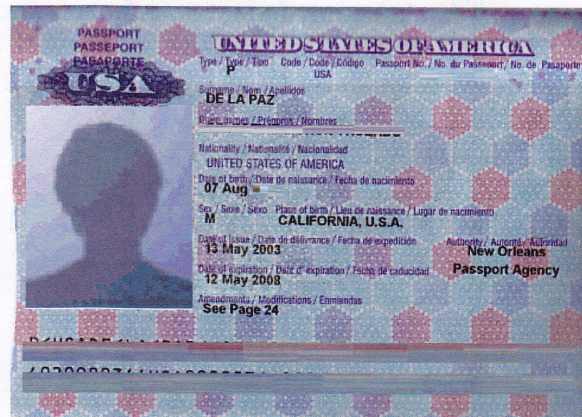 PASSPORT
PASSEPORT
PASAPORTE
USA
UNITED STATES OF AMERICA
Type / Type / Tipo Code / Code / Código Passport No. / No. du Passeport / No. de Pasaporte
P USA
Surname / Nom / Apellidos
DE LA PAZ
Given names / Prénoms / Nombres
Nationality / Nationalité / Nacionalidad
UNITED STATES OF AMERICA
Date of birth / Date de naissance / Fecha de nacimiento
07 Aug
Sex / Sexe / Sexo Place of birth / Lieu de naissance / Lugar de nacimiento
M CALIFORNIA, U.S.A.
Date of issue / Date de délivrance / Fecha de expedición Authority / Autorité / Autoridad
13 May 2003 New Orleans
Date of expiration / Date d' expiration / Fecha de caducidad Passport Agency
12 May 2008
Amendments / Modifications / Enmiendas
See Page 24